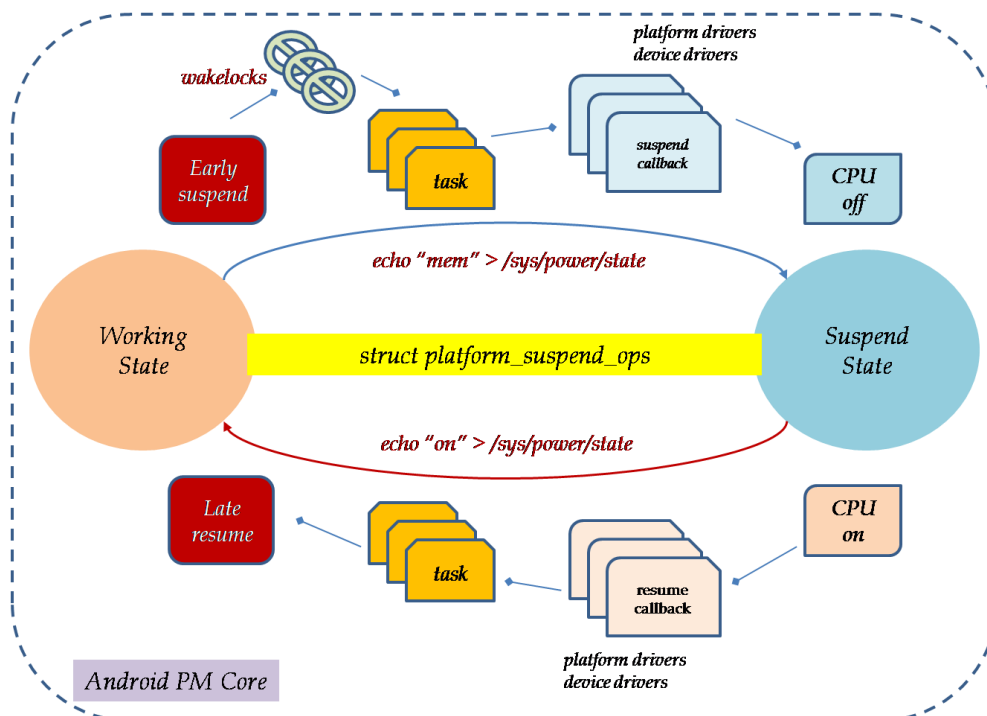 platform drivers
device drivers
wakelocks
Early
suspend
task
suspend
callback
CPU
off
echo “mem” > /sys/power/state
Working
State
struct platform_suspend_ops
Suspend
State
echo “on” > /sys/power/state
Late
resume
task
resume
callback
CPU
on
platform drivers
device drivers
Android PM Core